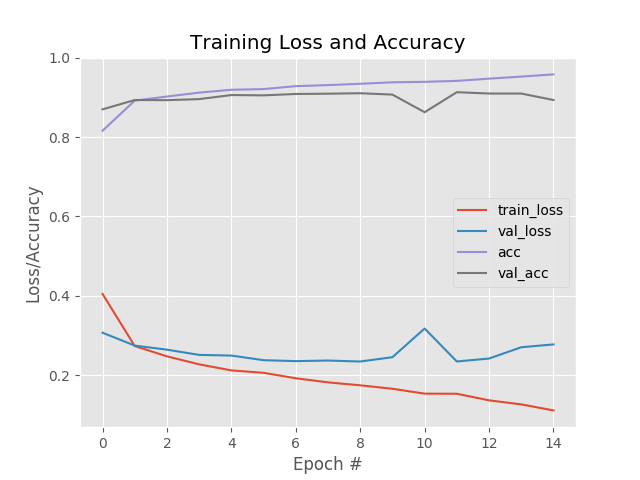 Training Loss and Accuracy
1.0
0.8
0.6
0.4
0.2
Loss/Accuracy
train_loss
val_loss
acc
val_acc
0 2 4 6 8 10 12 14
Epoch #